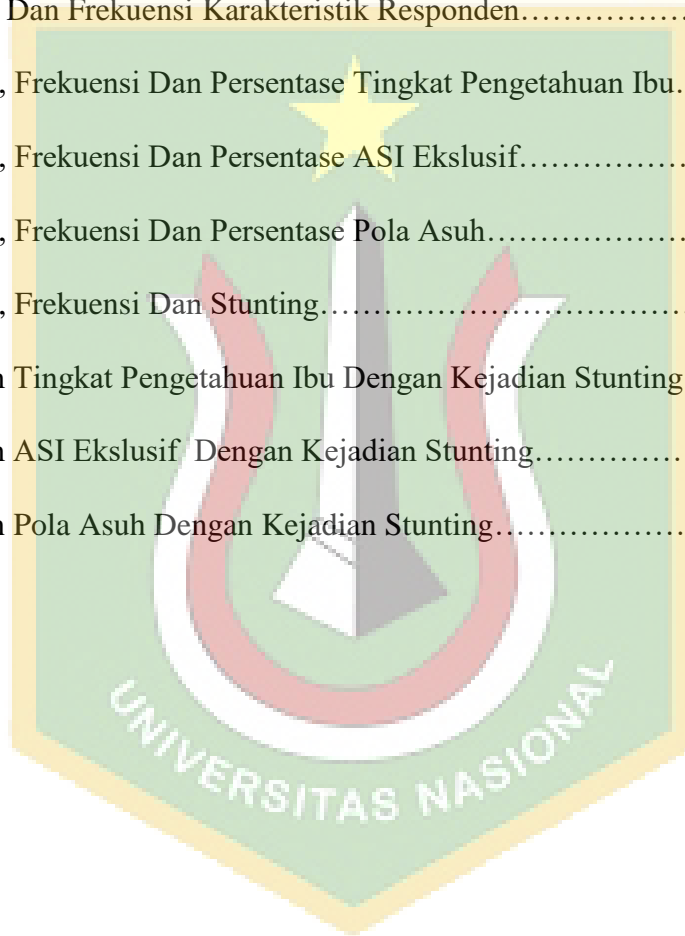 Dan Frekuensi Karakteristik Responden……………
, Frekuensi Dan Persentase Tingkat Pengetahuan Ibu.
, Frekuensi Dan Persentase ASI Ekslusif……………
, Frekuensi Dan Persentase Pola Asuh………………
, Frekuensi Dan Stunting……………………………
n Tingkat Pengetahuan Ibu Dengan Kejadian Stunting
n ASI Ekslusif  Dengan Kejadian Stunting…………
n Pola Asuh Dengan Kejadian Stunting………………
UNIVERSITAS NASIONAL